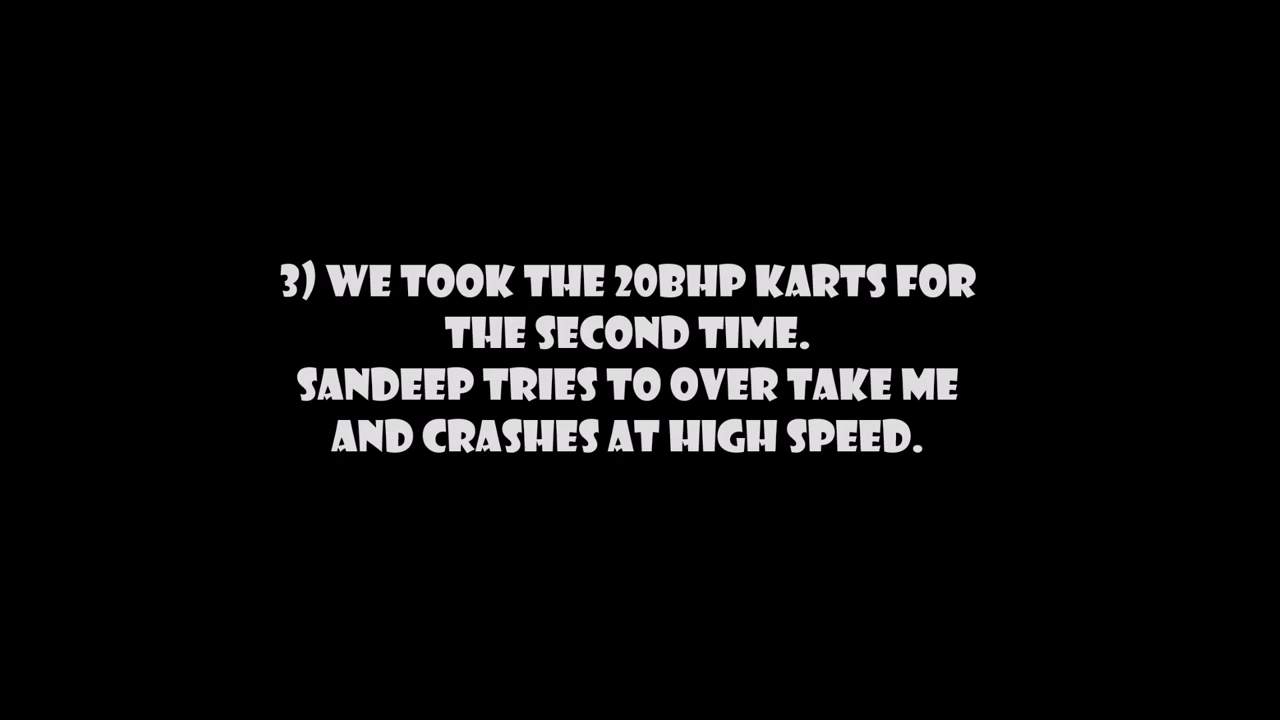 3) WE TOOK THE 20BHP KARTS FOR
THE SECOND TIME.
SANDEEP TRIES TO OVER TAKE ME
AND CRASHES AT HIGH SPEED.